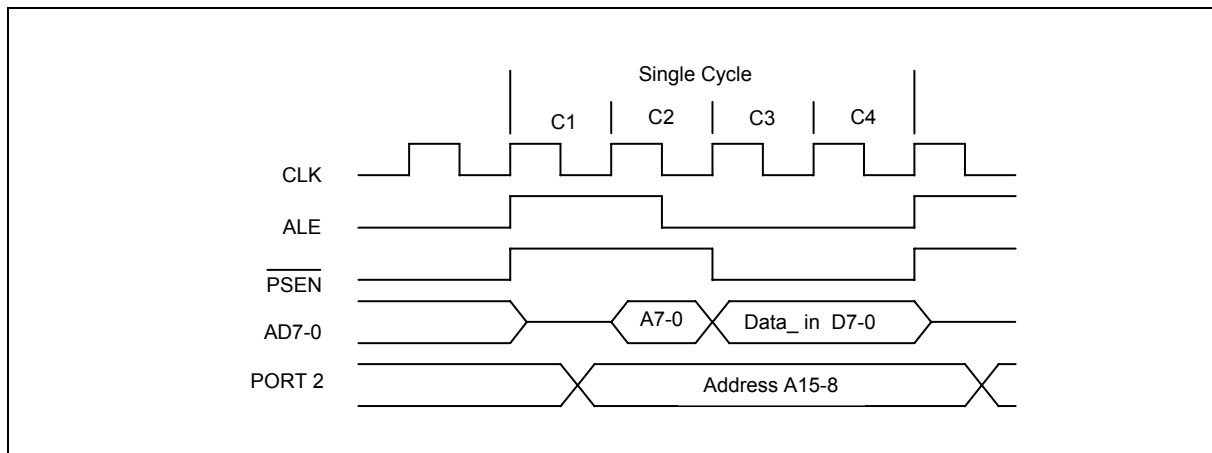 Single Cycle
C1 C2 C3 C4
CLK
ALE
PSEN
AD7-0 A7-0 Data_ in D7-0
PORT 2 Address A15-8